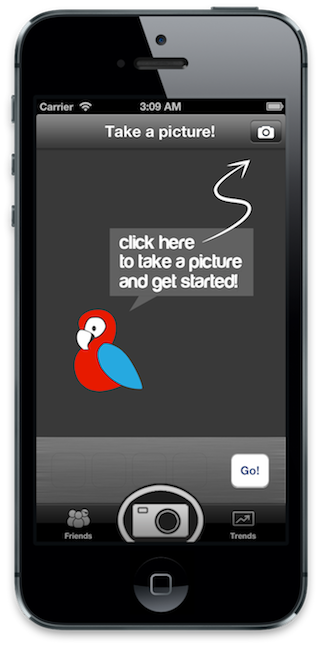 Carrier 3:09 AM
Take a picture!
click here
to take a picture
and get started!
Go!
Friends
Trends